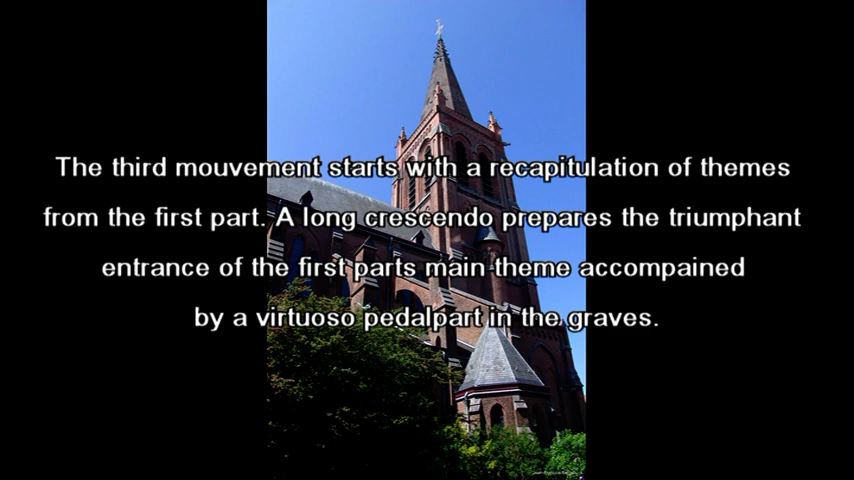 The third mouvement starts with a recapitulation of themes
from the first part. A long crescendo prepares the triumphant
entrance of the first parts main theme accompained
by a virtuoso pedalpart in the graves.